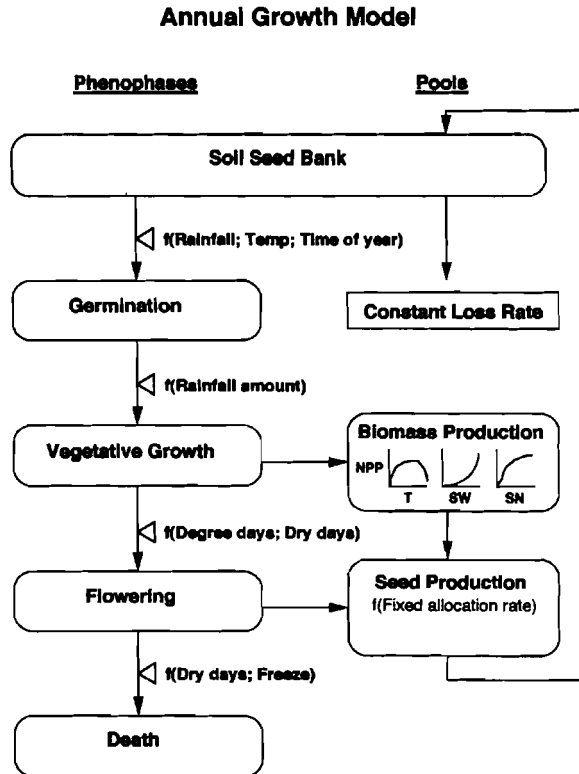 Annual Growth Model
Phenophases
Pools
Soil Seed Bank
f(Rainfall; Temp; Time of year)
Germination
Constant Loss Rate
f(Rainfall amount)
Vegetative Growth
Biomass Production
NPP
T
SW
SN
f(Degree days; Dry days)
Flowering
Seed Production
f(Fixed allocation rate)
f(Dry days; Freeze)
Death